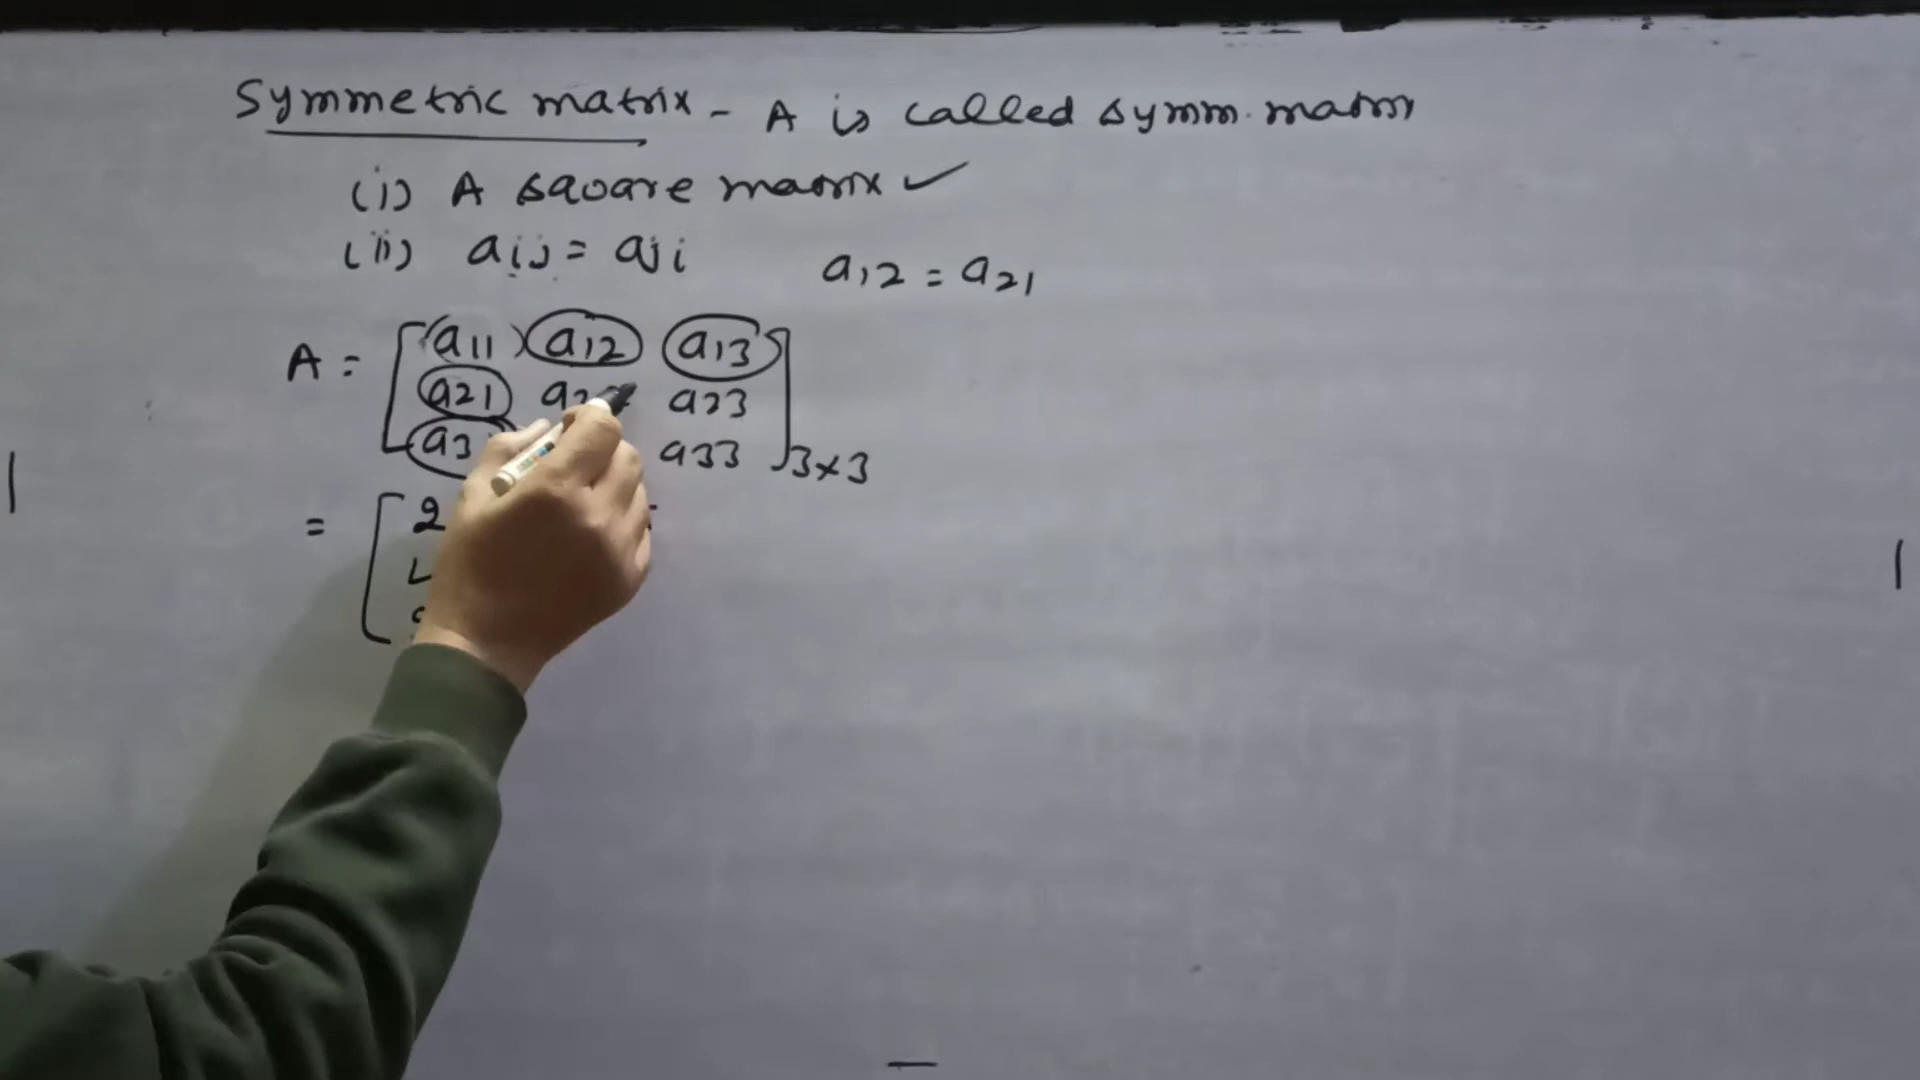 Symmetric matrix - A is called symm. matrix
(i) A square matrix ✓
(ii) aij = aji a12 = a21
A = [ a11 a12 a13
a21 a23
a33 ] 3×3
= [ 2